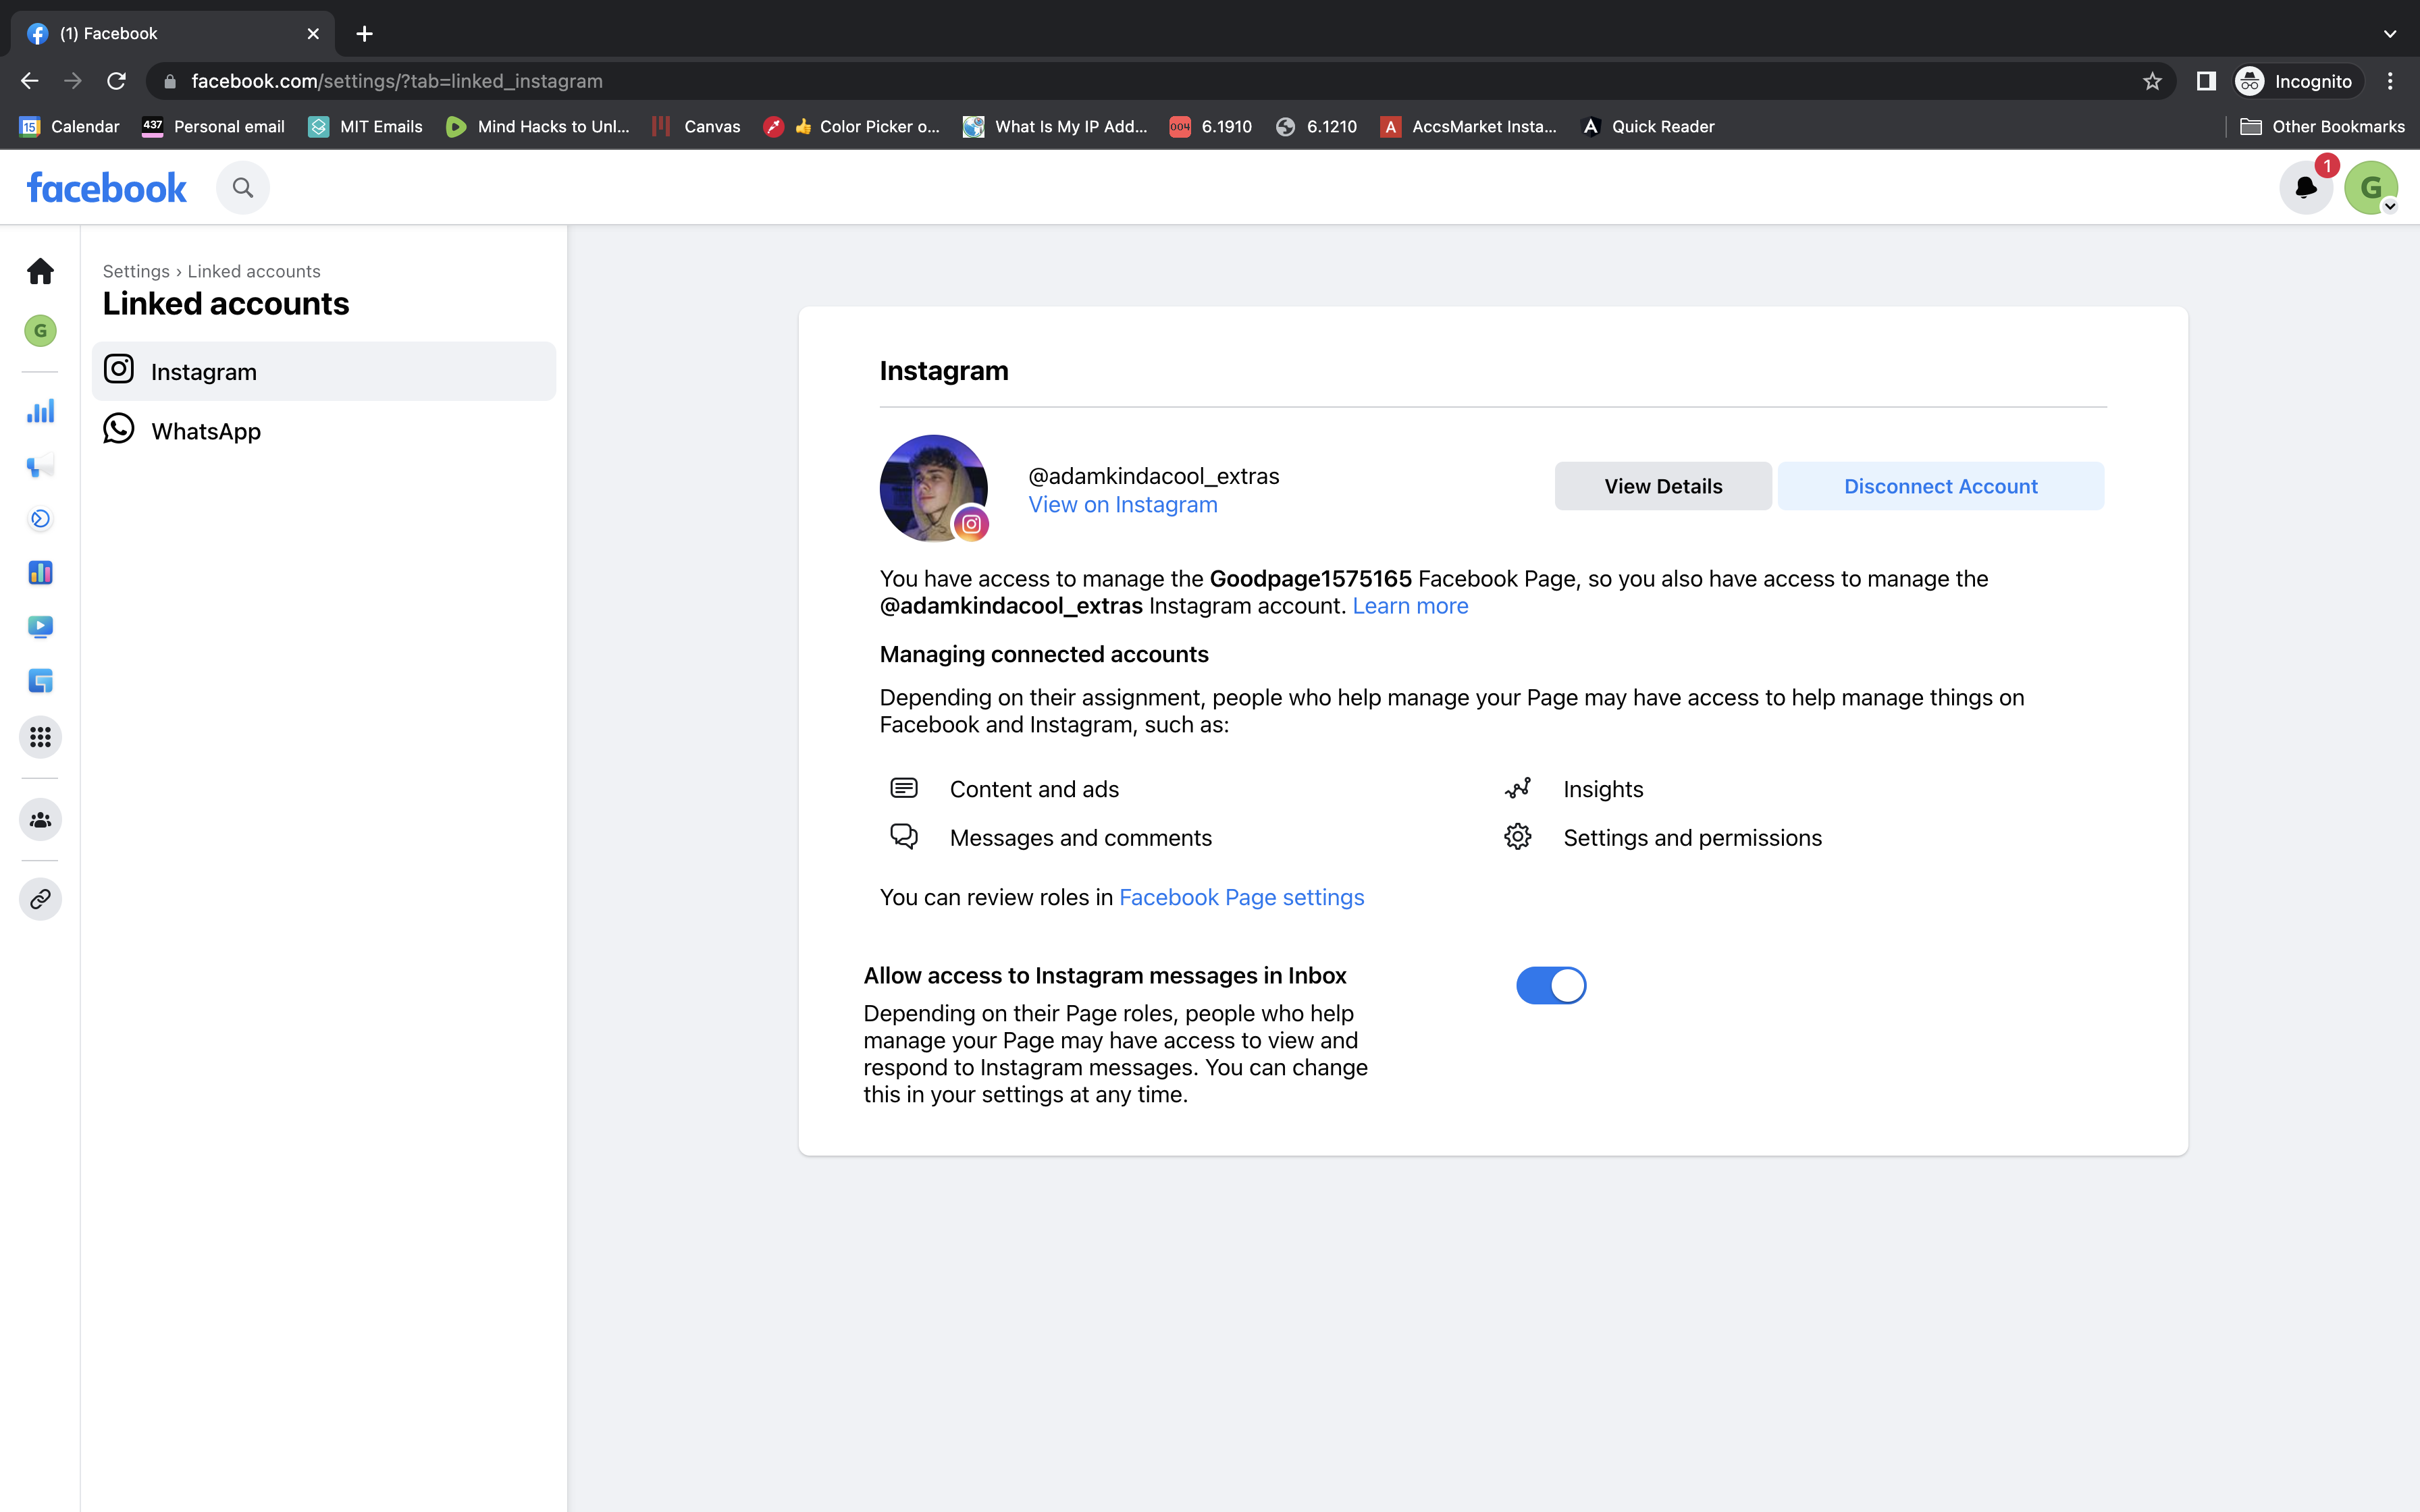 (1) Facebook
facebook.com/settings/?tab=linked_instagram
Incognito
15 Calendar
437 Personal email
MIT Emails
Mind Hacks to Unl...
Canvas
👍 Color Picker o...
What Is My IP Add...
004 6.1910
6.1210
A AccsMarket Insta...
Quick Reader
Other Bookmarks
facebook
1
G
Settings › Linked accounts
Linked accounts
G
Instagram
WhatsApp
Instagram
@adamkindacool_extras
View on Instagram
View Details
Disconnect Account
You have access to manage the Goodpage1575165 Facebook Page, so you also have access to manage the
@adamkindacool_extras Instagram account. Learn more
Managing connected accounts
Depending on their assignment, people who help manage your Page may have access to help manage things on
Facebook and Instagram, such as:
Content and ads
Insights
Messages and comments
Settings and permissions
You can review roles in Facebook Page settings
Allow access to Instagram messages in Inbox
Depending on their Page roles, people who help
manage your Page may have access to view and
respond to Instagram messages. You can change
this in your settings at any time.